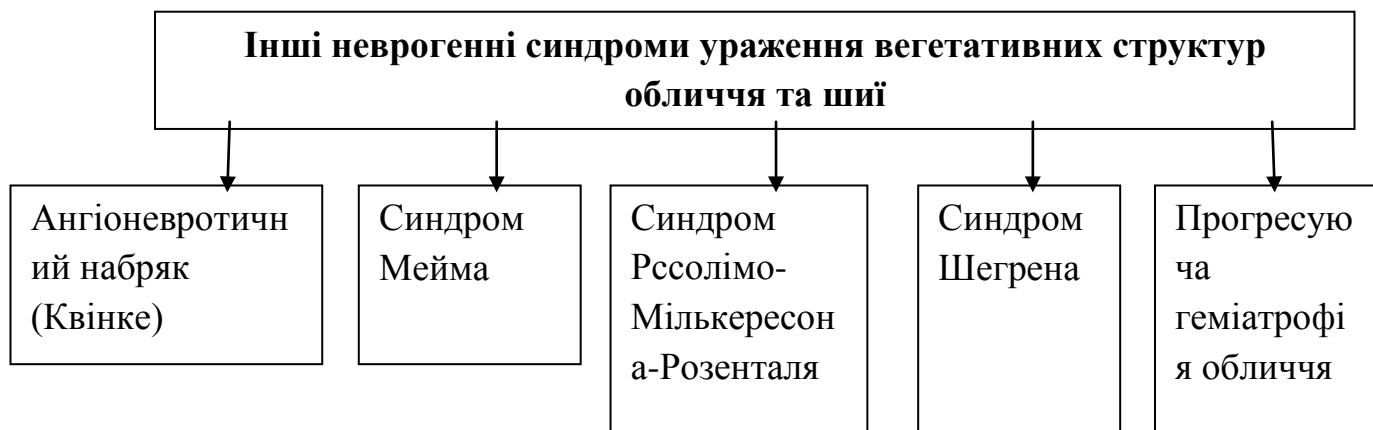 Інші неврогенні синдроми ураження вегетативних структур
обличчя та шиї
Ангіоневротичн
ий набряк
(Квінке)
Синдром
Мейма
Синдром
Рссолімо-
Мількересон
а-Розенталя
Синдром
Шегрена
Прогресую
ча
геміатрофі
я обличчя